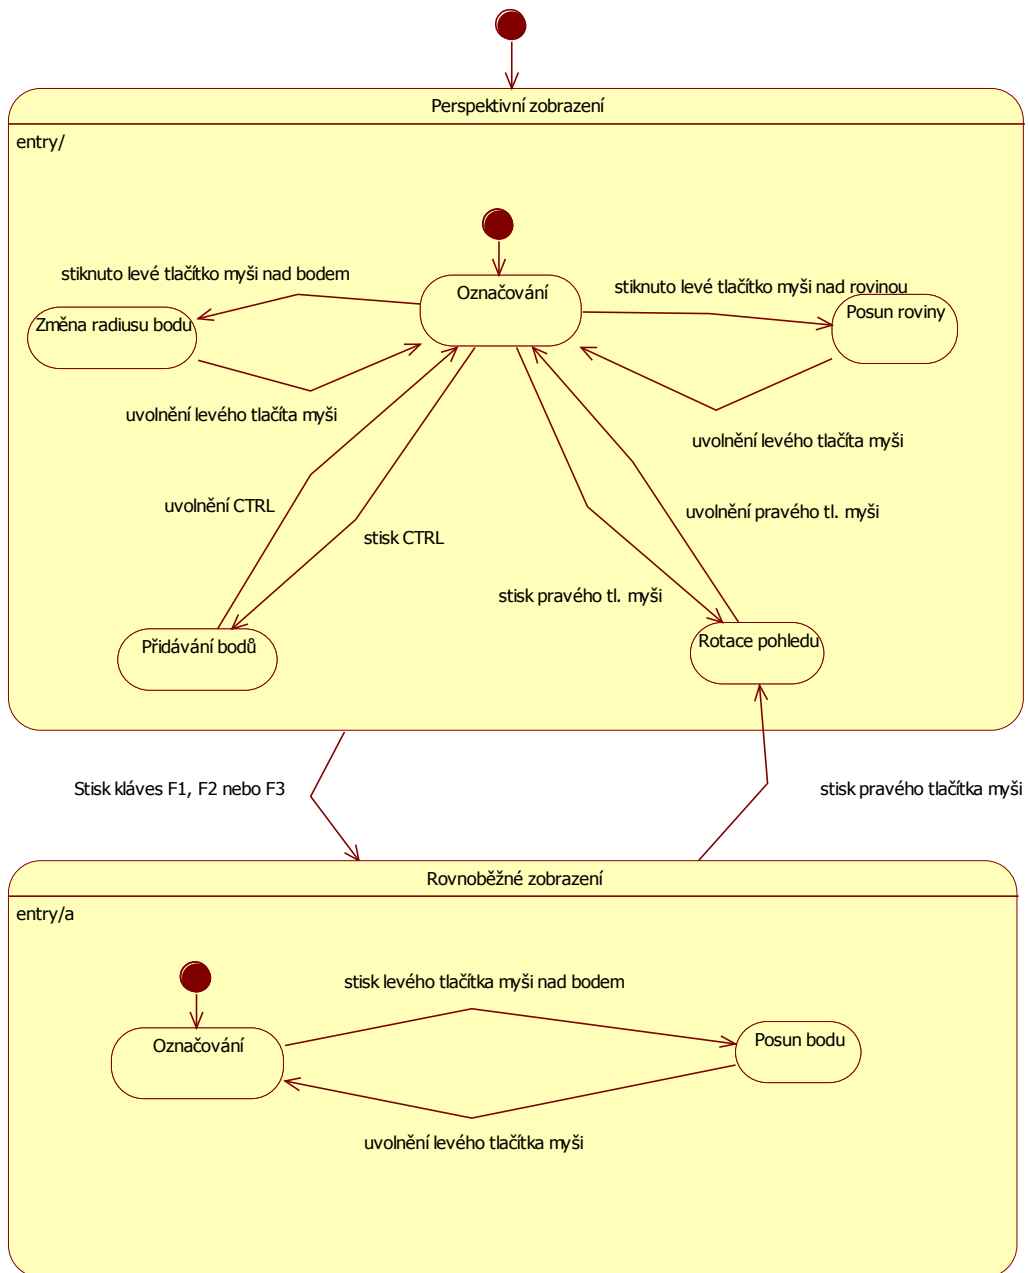 Perspektivní zobrazení
entry/
stiknuto levé tlačítko myši nad bodem
Označování
stiknuto levé tlačítko myši nad rovinou
Změna radiusu bodu
Posun roviny
uvolnění levého tlačíta myši
uvolnění levého tlačíta myši
uvolnění CTRL
uvolnění pravého tl. myši
stisk CTRL
stisk pravého tl. myši
Přidávání bodů
Rotace pohledu
Stisk kláves F1, F2 nebo F3
stisk pravého tlačítka myši
Rovnoběžné zobrazení
entry/a
stisk levého tlačítka myši nad bodem
Označování
Posun bodu
uvolnění levého tlačítka myši